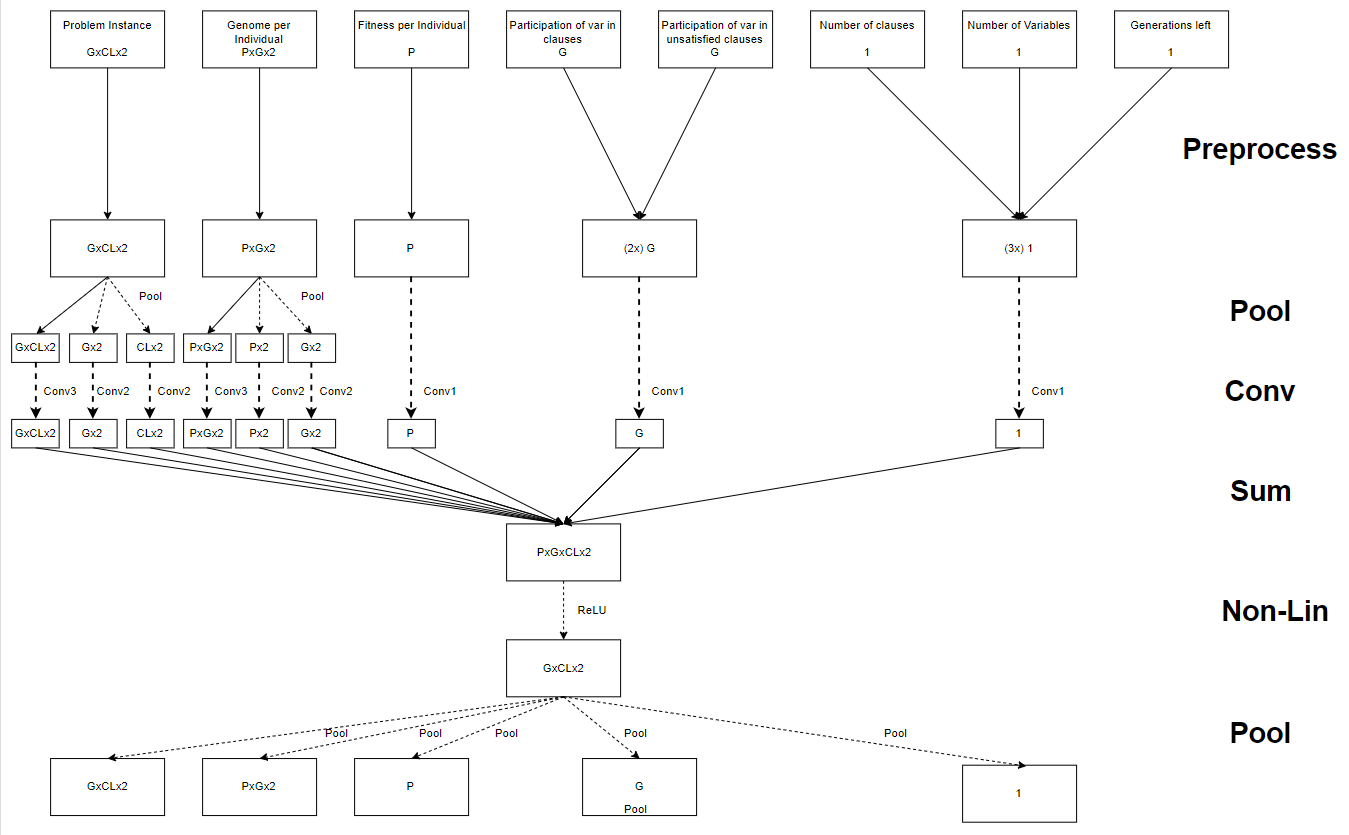 Problem Instance
GxCLx2
Genome per
Individual
PxGx2
Fitness per Individual
P
Participation of var in
clauses
G
Participation of var in
unsatisfied clauses
G
Number of clauses
1
Number of Variables
1
Generations left
1
Preprocess
GxCLx2
PxGx2
P
(2x) G
(3x) 1
Pool
Pool
Pool
GxCLx2
Gx2
CLx2
PxGx2
Px2
Gx2
Conv3
Conv2
Conv2
Conv3
Conv2
Conv2
Conv1
Conv1
Conv1
Conv
GxCLx2
Gx2
CLx2
PxGx2
Px2
Gx2
P
G
1
Sum
PxGxCLx2
ReLU
Non-Lin
GxCLx2
Pool
Pool
Pool
Pool
Pool
Pool
GxCLx2
PxGx2
P
G
Pool
1